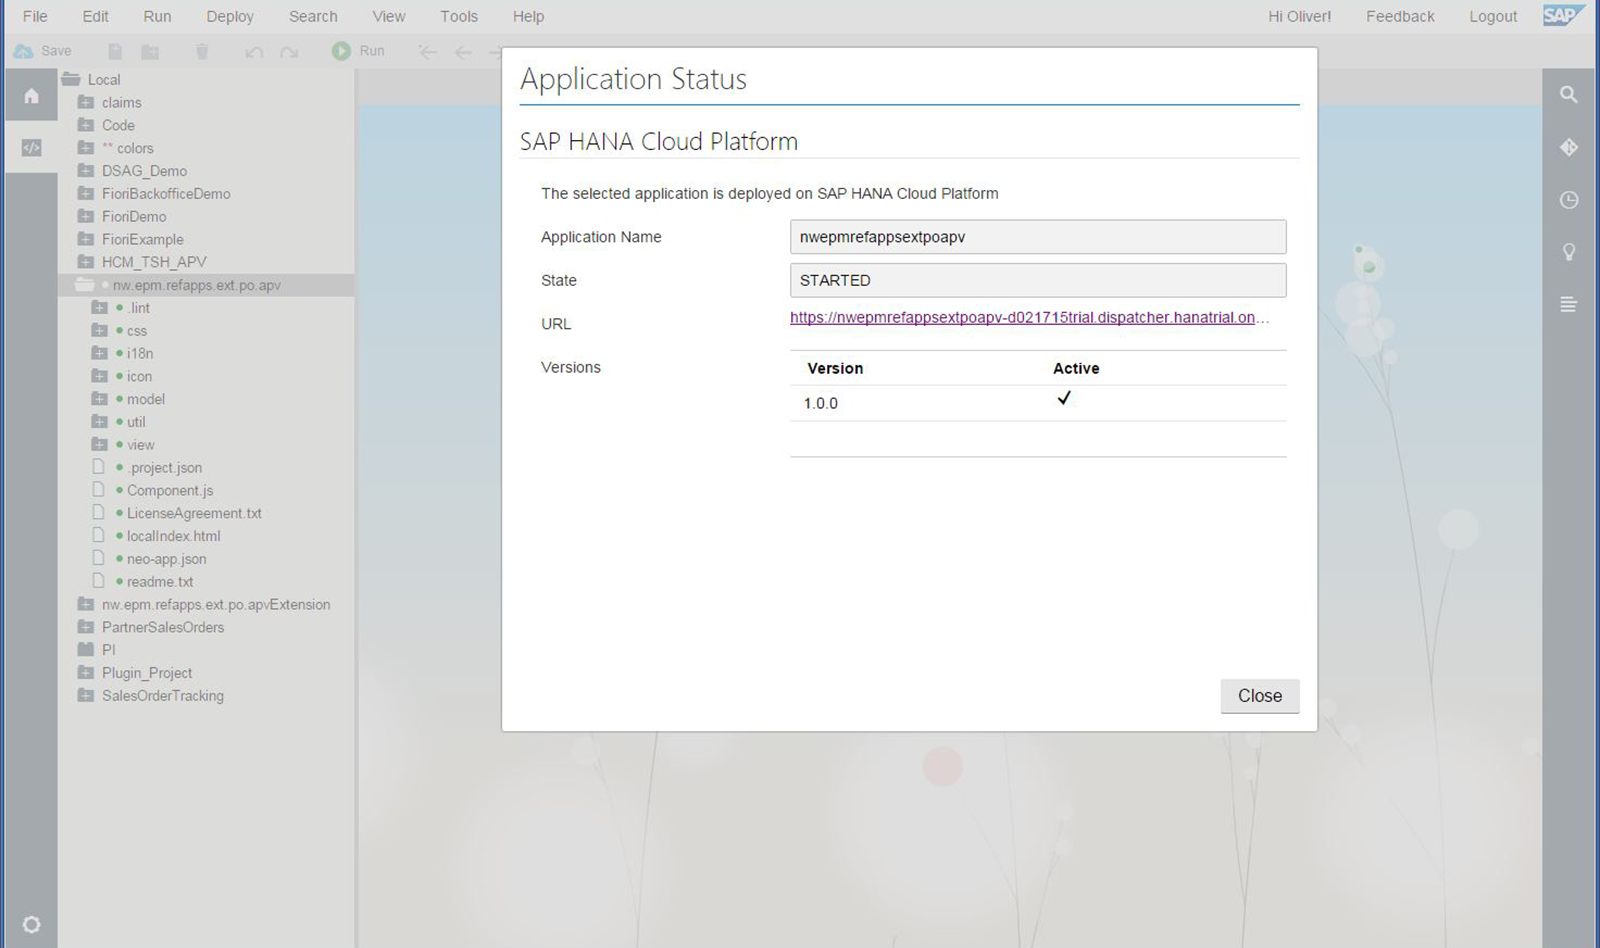 File Edit Run Deploy Search View Tools Help Hi Oliver! Feedback Logout SAP
Save Run
Local
claims
Code
** colors
DSAG_Demo
FioriBackofficeDemo
FioriDemo
FioriExample
HCM_TSH_APV
nw.epm.refapps.ext.po.apv
.lint
css
i18n
icon
model
util
view
.project.json
Component.js
LicenseAgreement.txt
localIndex.html
neo-app.json
readme.txt
nw.epm.refapps.ext.po.apvExtension
PartnerSalesOrders
PI
Plugin_Project
SalesOrderTracking
Application Status
SAP HANA Cloud Platform
The selected application is deployed on SAP HANA Cloud Platform
Application Name nwepmrefappsextpoapv
State STARTED
URL https://nwepmrefappsextpoapv-d021715trial.dispatcher.hanatrial.on...
Versions
Version Active
1.0.0
Close